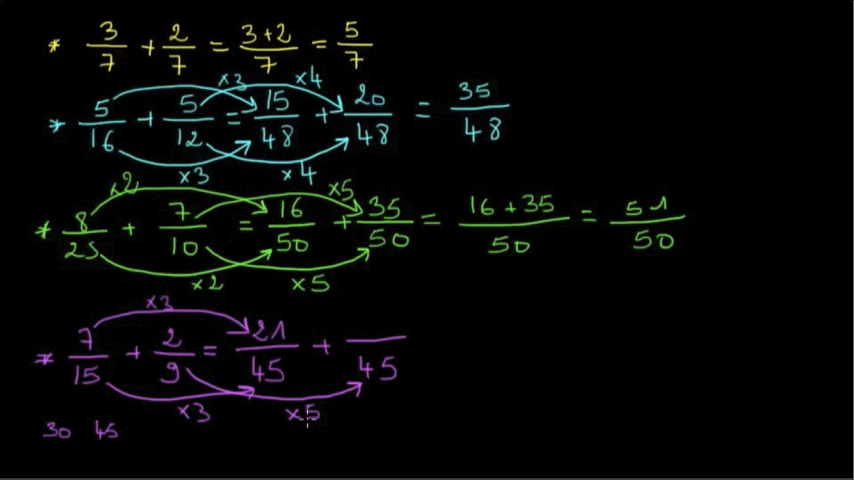 * 3/7 + 2/7 = 3+2/7 = 5/7
×3 ×4
* 5/16 + 5/12 = 15/48 + 20/48 = 35/48
×3 ×4
×2 ×5
* 8/25 + 7/10 = 16/50 + 35/50 = 16+35/50 = 51/50
×2 ×5
×3
* 7/15 + 2/9 = 21/45 + /45
×3 ×5
30 45